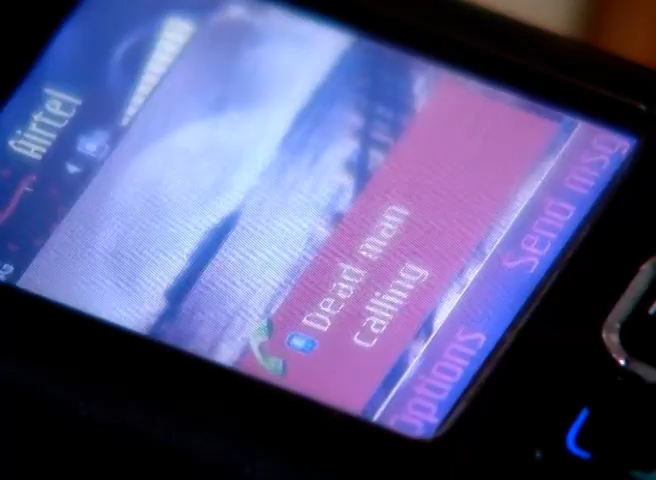 Airtel
Dead man
calling
Options
Send msg